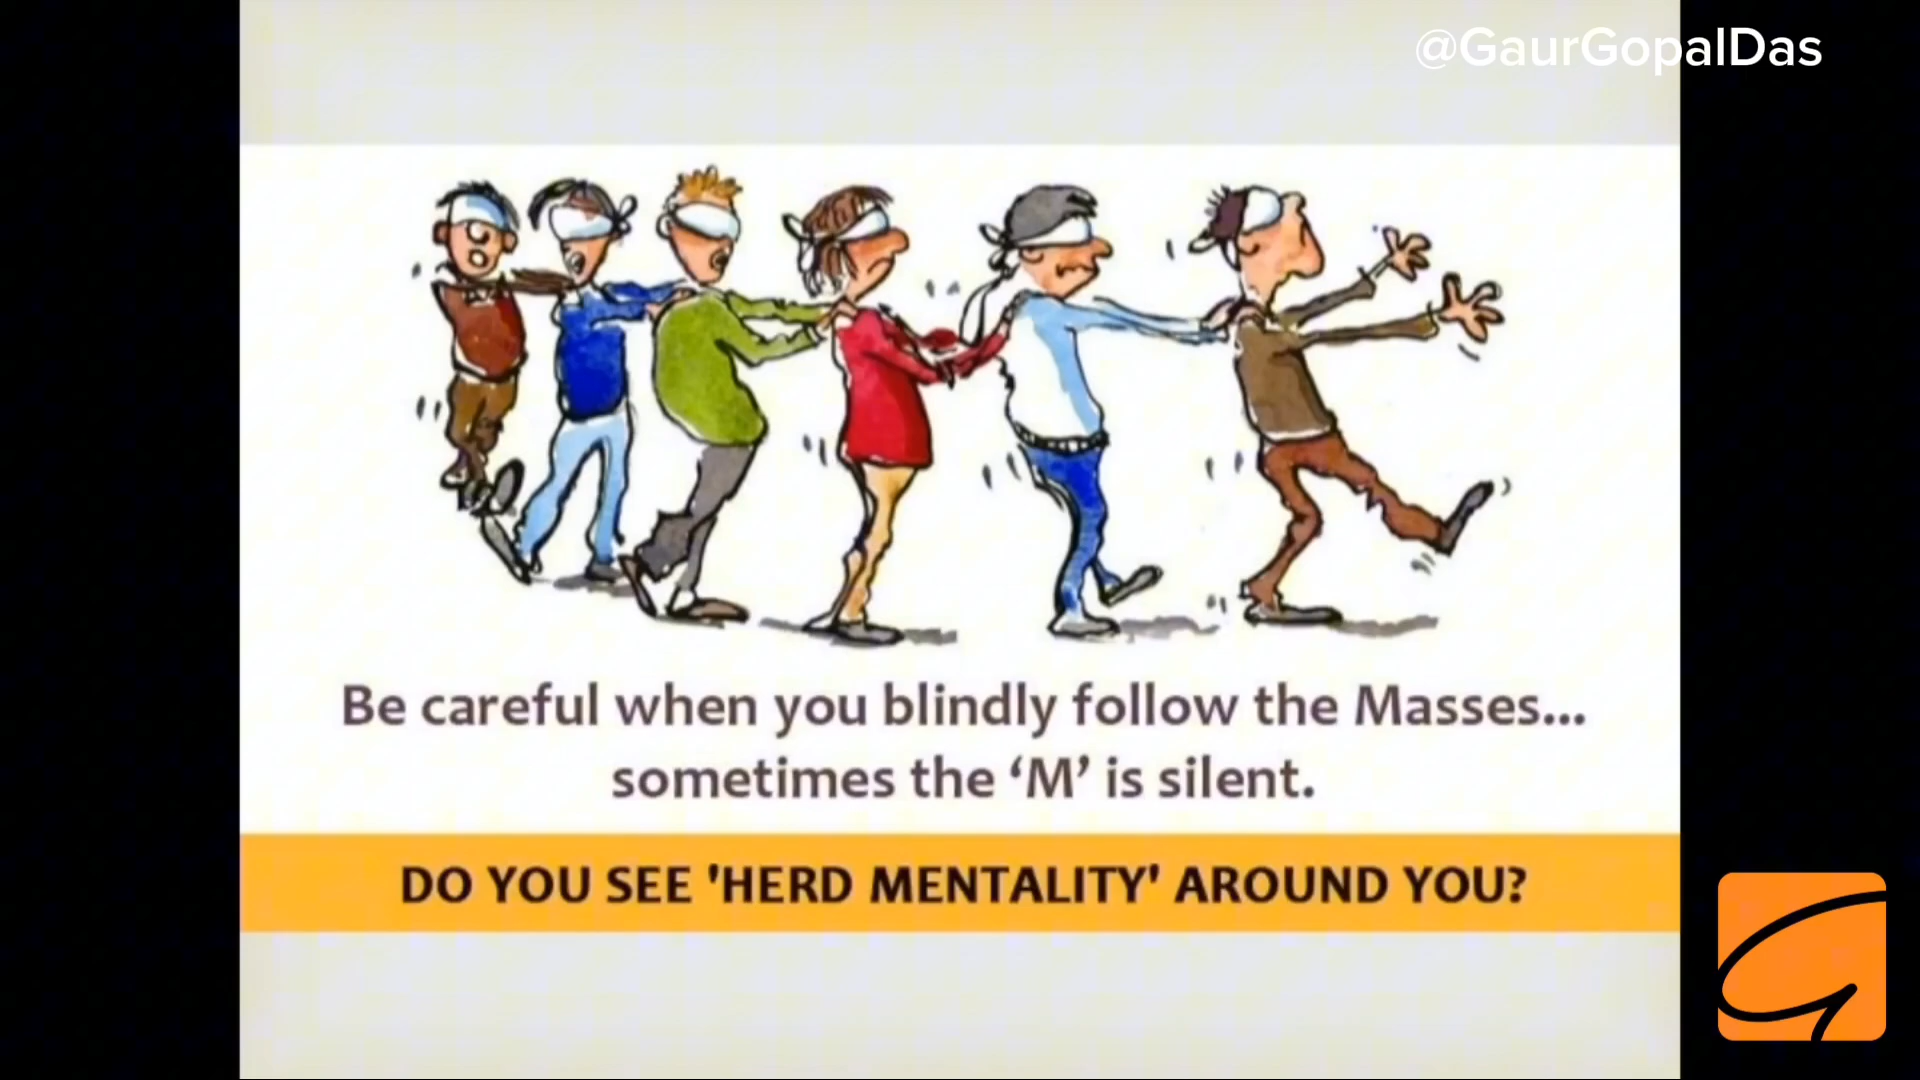 @GaurGopalDas
Be careful when you blindly follow the Masses...
sometimes the ‘M’ is silent.
DO YOU SEE 'HERD MENTALITY' AROUND YOU?